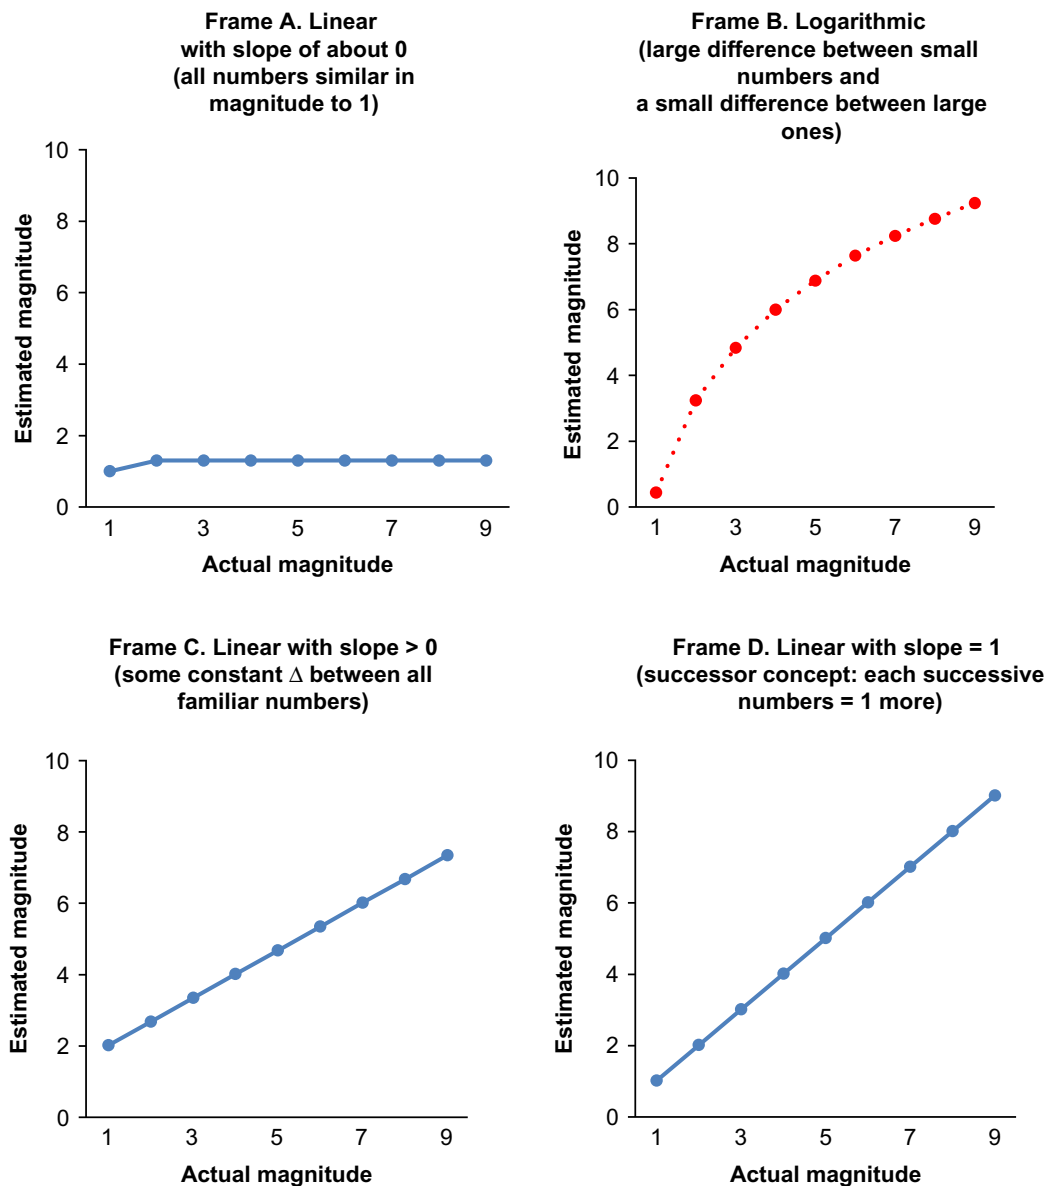 Frame A. Linear
with slope of about 0
(all numbers similar in
magnitude to 1)
10
8
6
4
2
0
Estimated magnitude
1
3
5
7
9
Actual magnitude
Frame B. Logarithmic
(large difference between small
numbers and
a small difference between large
ones)
10
8
6
4
2
0
Estimated magnitude
1
3
5
7
9
Actual magnitude
Frame C. Linear with slope > 0
(some constant Δ between all
familiar numbers)
10
8
6
4
2
0
Estimated magnitude
1
3
5
7
9
Actual magnitude
Frame D. Linear with slope = 1
(successor concept: each successive
numbers = 1 more)
10
8
6
4
2
0
Estimated magnitude
1
3
5
7
9
Actual magnitude